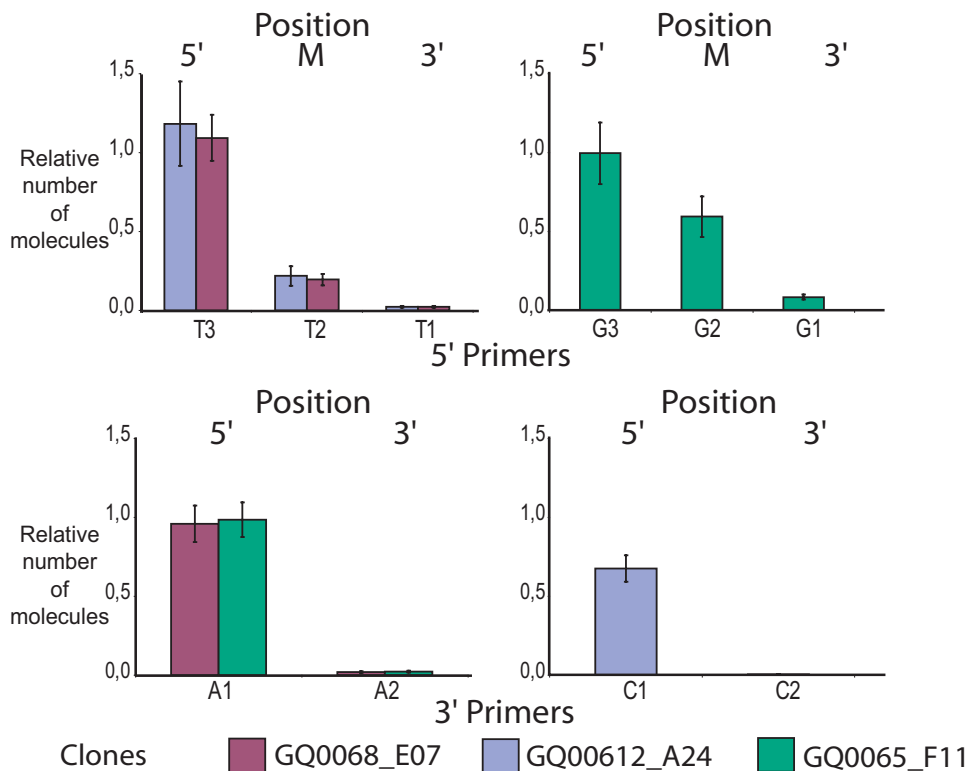 Position
5' M 3'
1,5
1,0
0,5
0,0
Relative
number
of
molecules
T3 T2 T1
Position
5' M 3'
1,5
1,0
0,5
0,0
G3 G2 G1
5' Primers
Position
5' 3'
1,5
1,0
0,5
0,0
Relative
number
of
molecules
A1 A2
Position
5' 3'
1,5
1,0
0,5
0,0
C1 C2
3' Primers
Clones GQ0068_E07 GQ00612_A24 GQ0065_F11